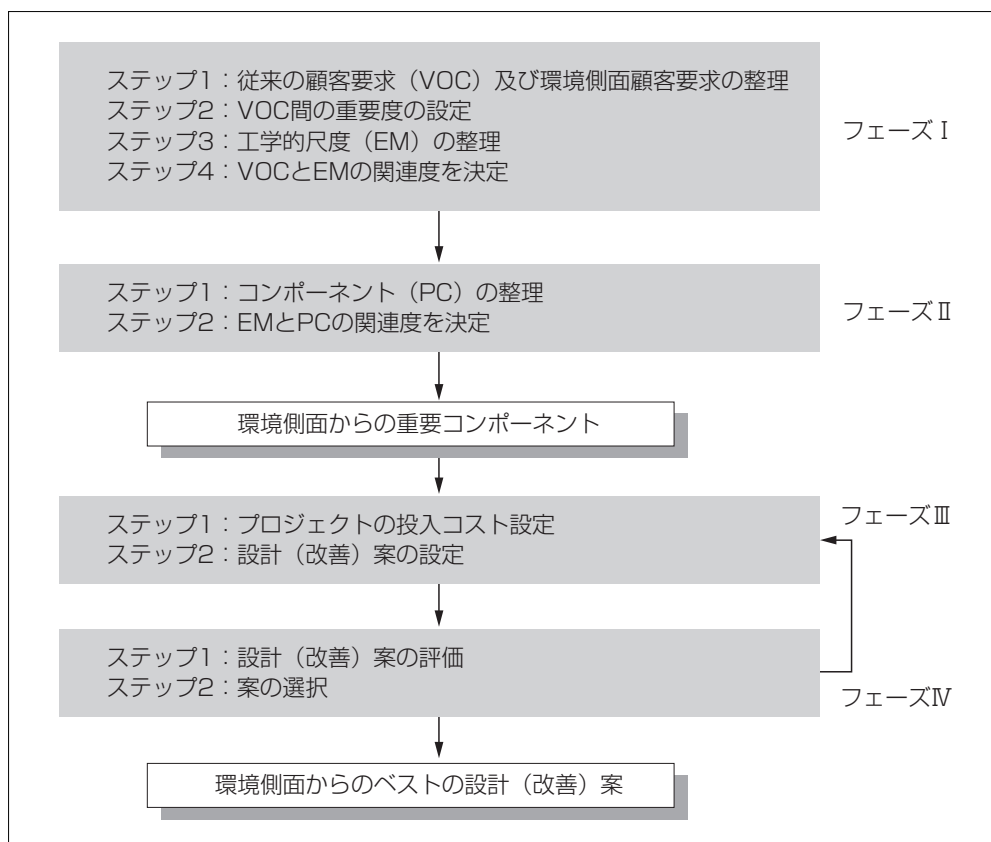 ステップ1：従来の顧客要求（VOC）及び環境側面顧客要求の整理
ステップ2：VOC間の重要度の設定
ステップ3：工学的尺度（EM）の整理
ステップ4：VOCとEMの関連度を決定
フェーズⅠ
ステップ1：コンポーネント（PC）の整理
ステップ2：EMとPCの関連度を決定
フェーズⅡ
環境側面からの重要コンポーネント
ステップ1：プロジェクトの投入コスト設定
ステップ2：設計（改善）案の設定
フェーズⅢ
ステップ1：設計（改善）案の評価
ステップ2：案の選択
フェーズⅣ
環境側面からのベストの設計（改善）案